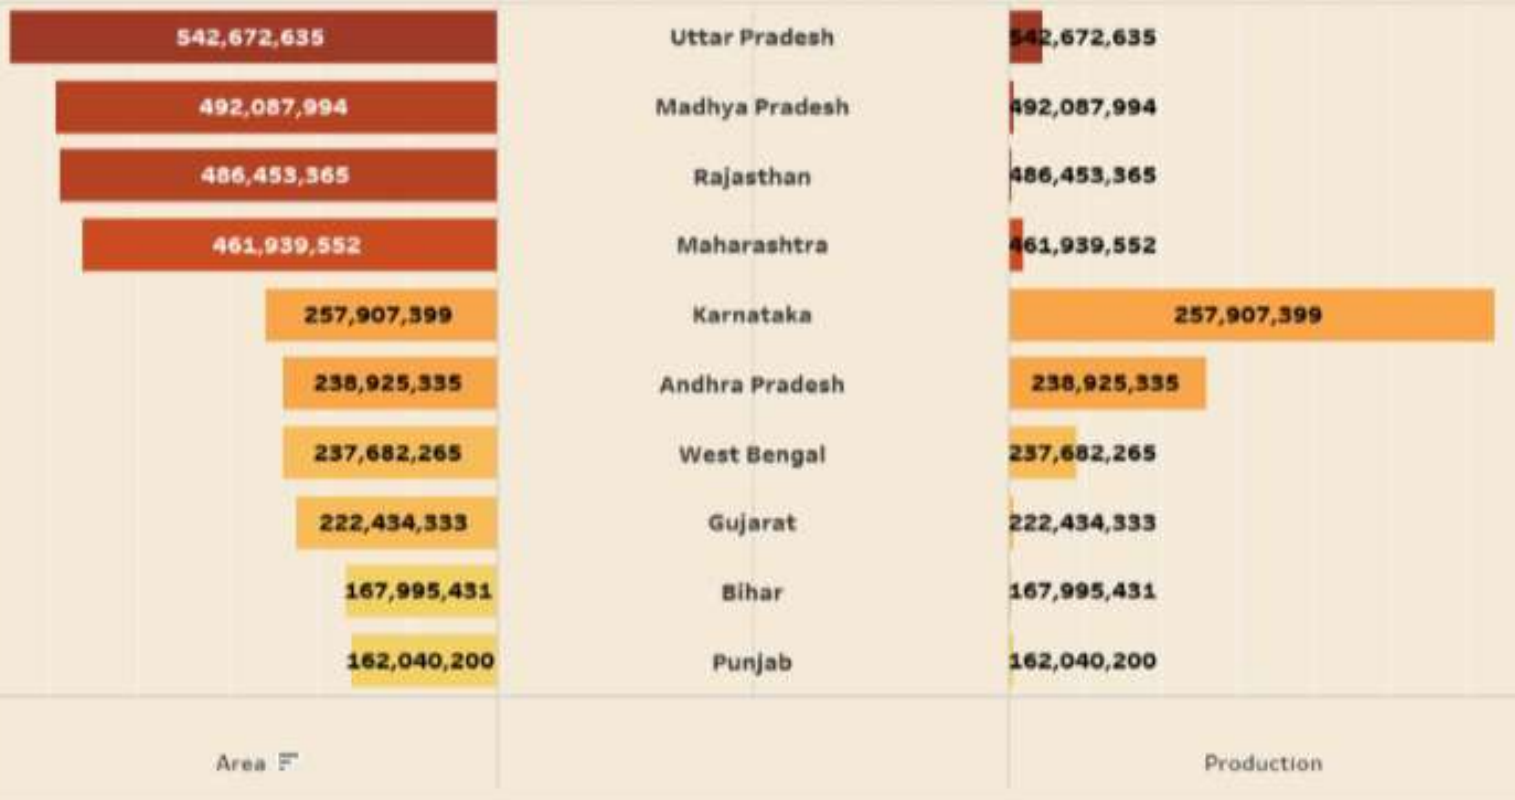 542,672,635 Uttar Pradesh 542,672,635
492,087,994 Madhya Pradesh 492,087,994
486,453,365 Rajasthan 486,453,365
461,939,552 Maharashtra 461,939,552
257,907,399 Karnataka 257,907,399
238,925,335 Andhra Pradesh 238,925,335
237,682,265 West Bengal 237,682,265
222,434,333 Gujarat 222,434,333
167,995,431 Bihar 167,995,431
162,040,200 Punjab 162,040,200
Area Production